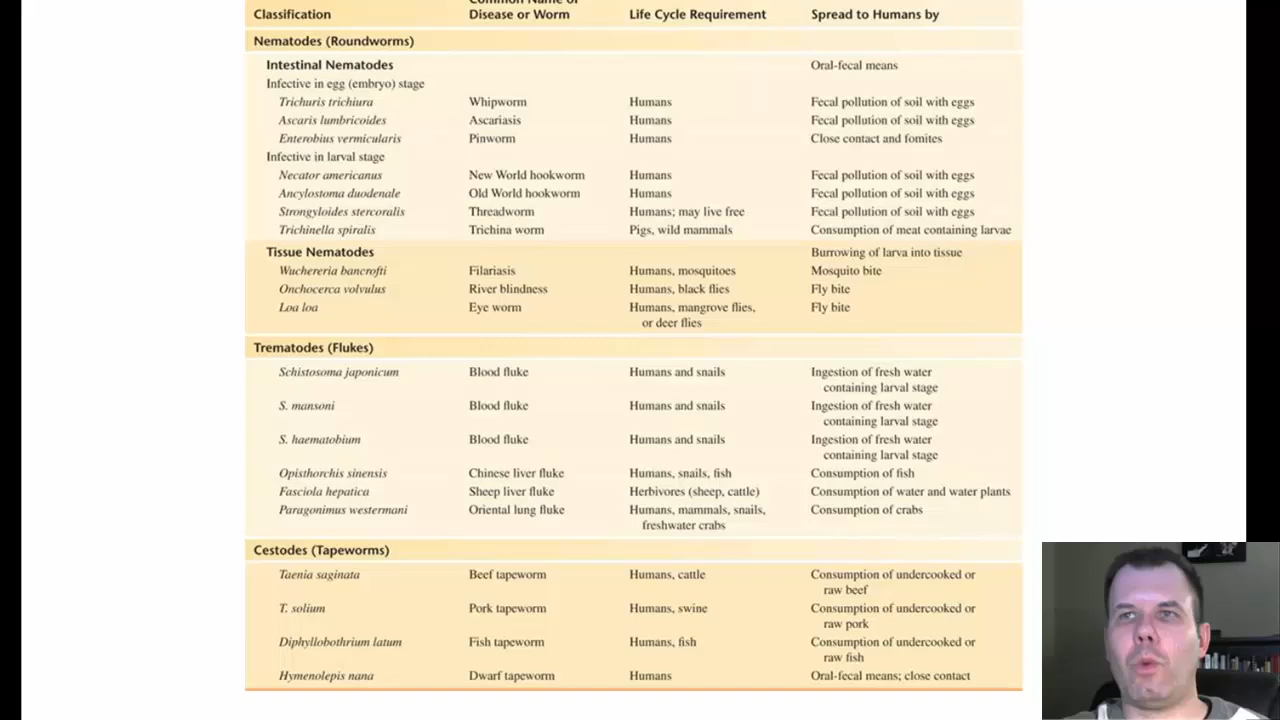 Common Name of
Classification Disease or Worm Life Cycle Requirement Spread to Humans by
Nematodes (Roundworms)
Intestinal Nematodes Oral-fecal means
Infective in egg (embryo) stage
Trichuris trichiura Whipworm Humans Fecal pollution of soil with eggs
Ascaris lumbricoides Ascariasis Humans Fecal pollution of soil with eggs
Enterobius vermicularis Pinworm Humans Close contact and fomites
Infective in larval stage
Necator americanus New World hookworm Humans Fecal pollution of soil with eggs
Ancylostoma duodenale Old World hookworm Humans Fecal pollution of soil with eggs
Strongyloides stercoralis Threadworm Humans; may live free Fecal pollution of soil with eggs
Trichinella spiralis Trichina worm Pigs, wild mammals Consumption of meat containing larvae
Tissue Nematodes Burrowing of larva into tissue
Wuchereria bancrofti Filariasis Humans, mosquitoes Mosquito bite
Onchocerca volvulus River blindness Humans, black flies Fly bite
Loa loa Eye worm Humans, mangrove flies, Fly bite
or deer flies
Trematodes (Flukes)
Schistosoma japonicum Blood fluke Humans and snails Ingestion of fresh water
containing larval stage
S. mansoni Blood fluke Humans and snails Ingestion of fresh water
containing larval stage
S. haematobium Blood fluke Humans and snails Ingestion of fresh water
containing larval stage
Opisthorchis sinensis Chinese liver fluke Humans, snails, fish Consumption of fish
Fasciola hepatica Sheep liver fluke Herbivores (sheep, cattle) Consumption of water and water plants
Paragonimus westermani Oriental lung fluke Humans, mammals, snails, Consumption of crabs
freshwater crabs
Cestodes (Tapeworms)
Taenia saginata Beef tapeworm Humans, cattle Consumption of undercooked or
raw beef
T. solium Pork tapeworm Humans, swine Consumption of undercooked or
raw pork
Diphyllobothrium latum Fish tapeworm Humans, fish Consumption of undercooked or
raw fish
Hymenolepis nana Dwarf tapeworm Humans Oral-fecal means; close contact